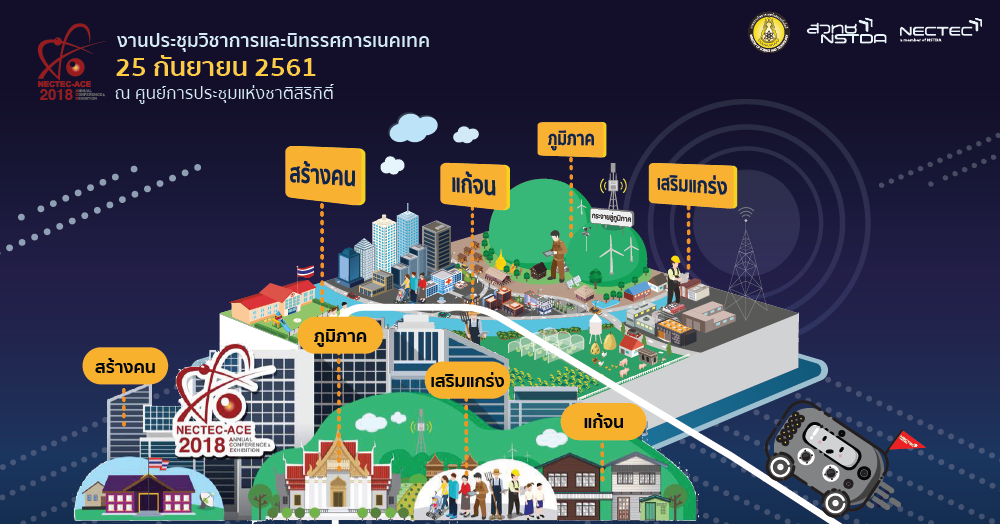 งานประชุมวิชาการและนิทรรศการเนคเทค
25 กันยายน 2561
ณ ศูนย์การประชุมแห่งชาติสิริกิติ์
NECTEC-ACE
2018 ANNUAL
CONFERENCE &
EXHIBITION
สวทช
NSTDA
NECTEC
a member of NSTDA
ภูมิภาค
สร้างคน
แก้จน
เสริมแกร่ง
กระจายสู่ภูมิภาค
ภูมิภาค
สร้างคน
เสริมแกร่ง
แก้จน
NECTEC-ACE
2018 ANNUAL
CONFERENCE &
EXHIBITION
NECTEC